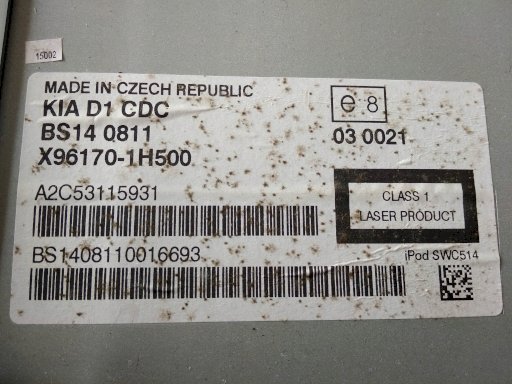 15002
MADE IN CZECH REPUBLIC
KIA D1 CDC
BS14 0811
X96170-1H500
e 8
03 0021
A2C53115931
CLASS 1
LASER PRODUCT
BS1408110016693
iPod SWC514